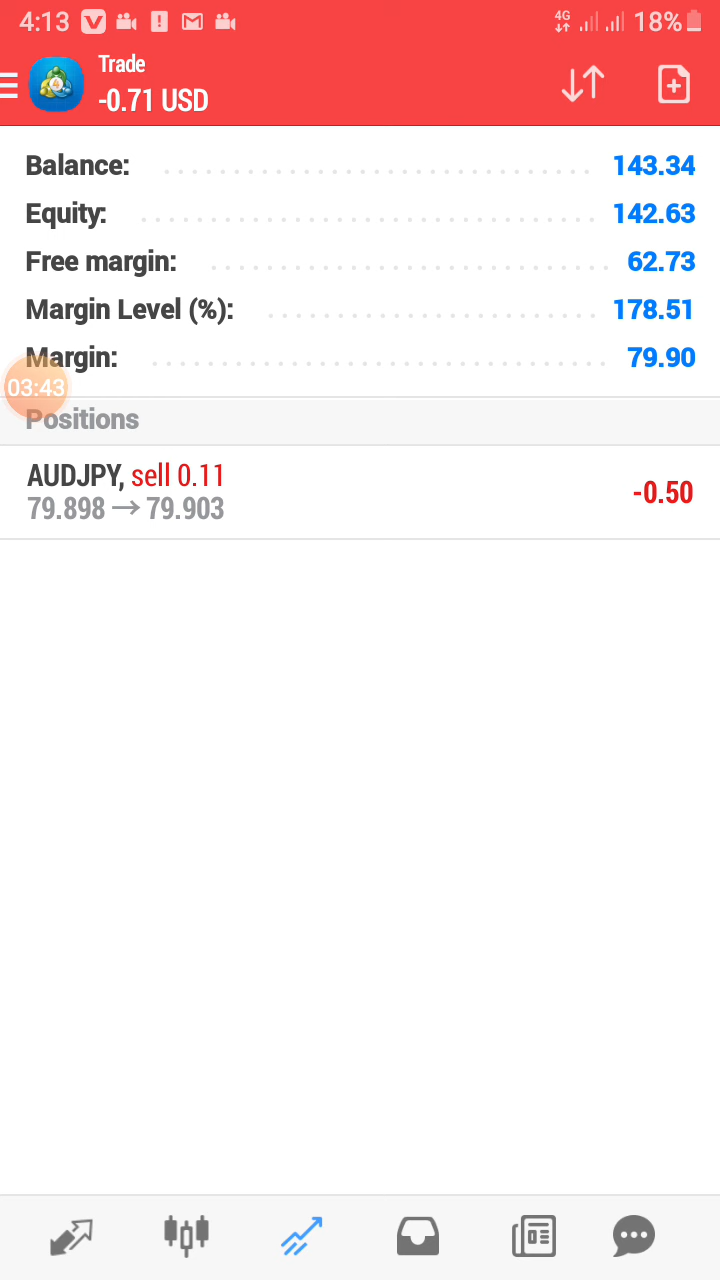 4:13 4G 18%
Trade
-0.71 USD
Balance: 143.34
Equity: 142.63
Free margin: 62.73
Margin Level (%): 178.51
Margin: 79.90
03:43
Positions
AUDJPY, sell 0.11
79.898 → 79.903 -0.50